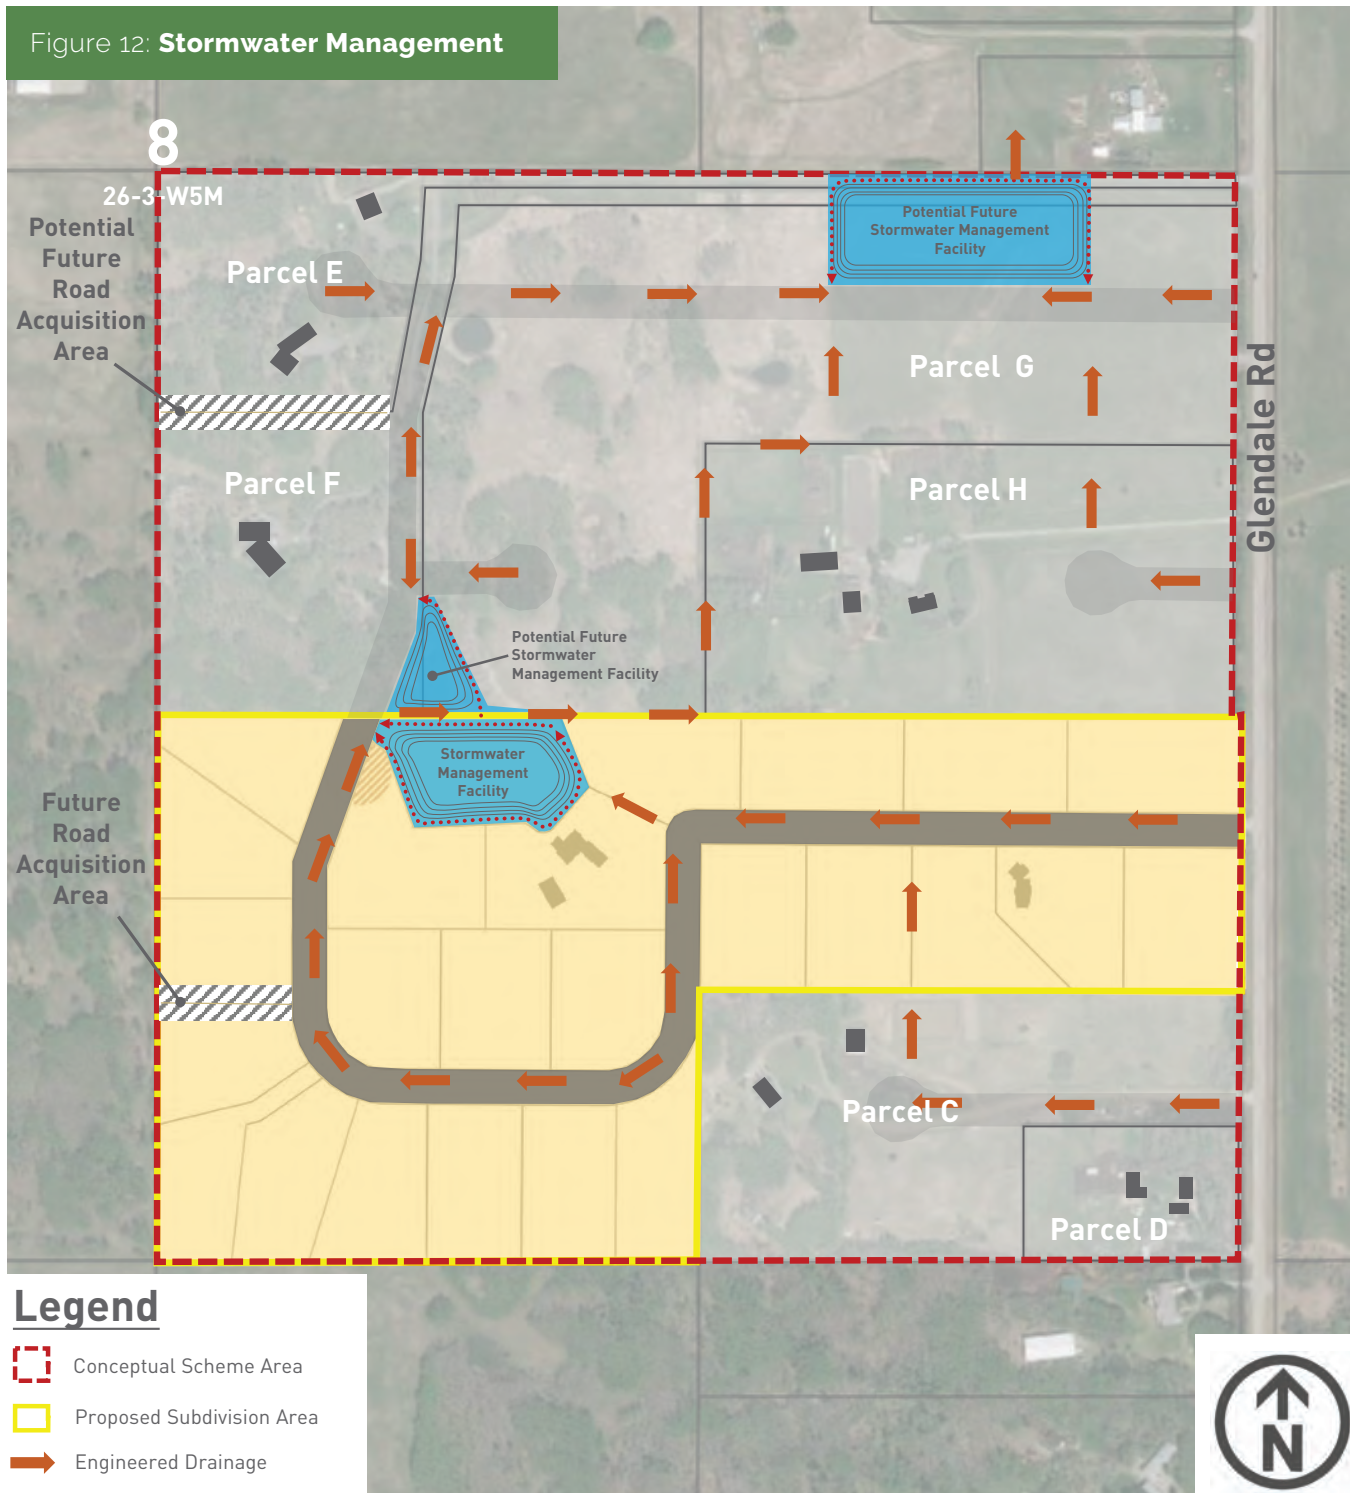 Figure 12: Stormwater Management
8
26-3-W5M
Potential
Future
Road
Acquisition
Area
Parcel E
Potential Future
Stormwater Management
Facility
Parcel G
Glendale Rd
Parcel F
Parcel H
Potential Future
Stormwater
Management Facility
Stormwater
Management
Facility
Future
Road
Acquisition
Area
Parcel C
Parcel D
Legend
Conceptual Scheme Area
Proposed Subdivision Area
Engineered Drainage
N